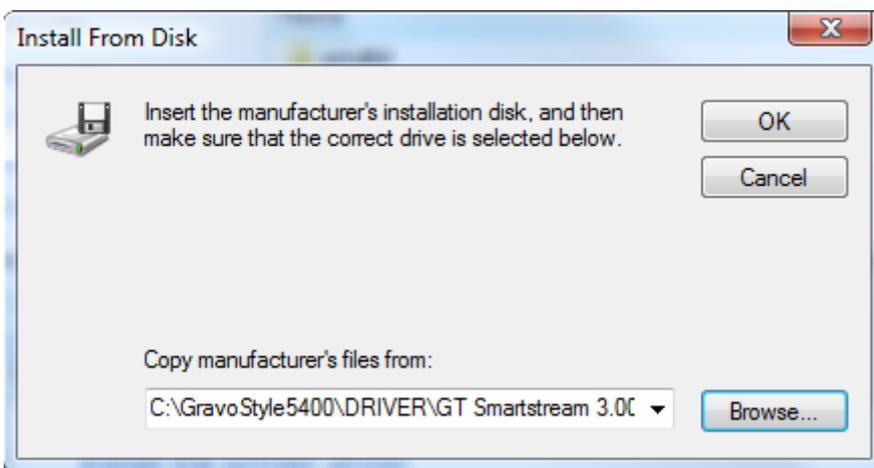 Install From Disk
Insert the manufacturer's installation disk, and then
make sure that the correct drive is selected below.
OK
Cancel
Copy manufacturer's files from:
C:\GravoStyle5400\DRIVER\GT Smartstream 3.00
Browse...